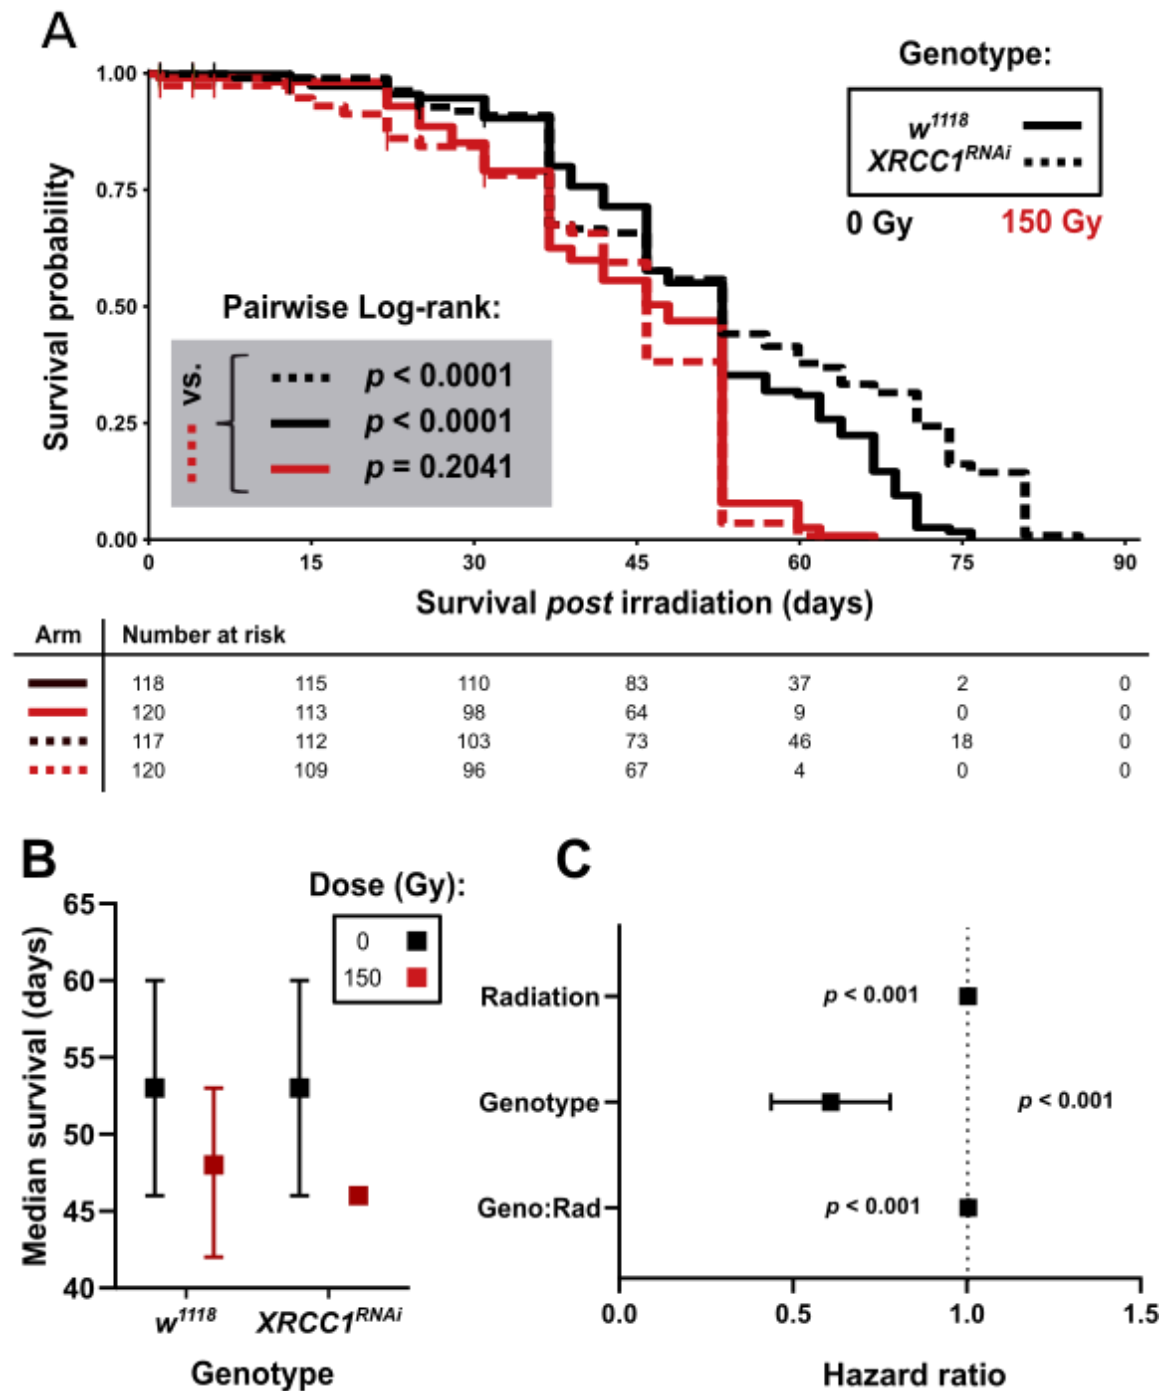 A
Genotype:
w1118
XRCC1RNAi
0 Gy 150 Gy
Survival probability
1.00
0.75
0.50
0.25
0.00
Pairwise Log-rank:
vs.
p < 0.0001
p < 0.0001
p = 0.2041
0 15 30 45 60 75 90
Survival post irradiation (days)
Arm Number at risk
118 115 110 83 37 2 0
120 113 98 64 9 0 0
117 112 103 73 46 18 0
120 109 96 67 4 0 0
B
Dose (Gy):
0
150
Median survival (days)
65
60
55
50
45
40
w1118 XRCC1RNAi
Genotype
C
Radiation p < 0.001
Genotype p < 0.001
Geno:Rad p < 0.001
0.0 0.5 1.0 1.5
Hazard ratio